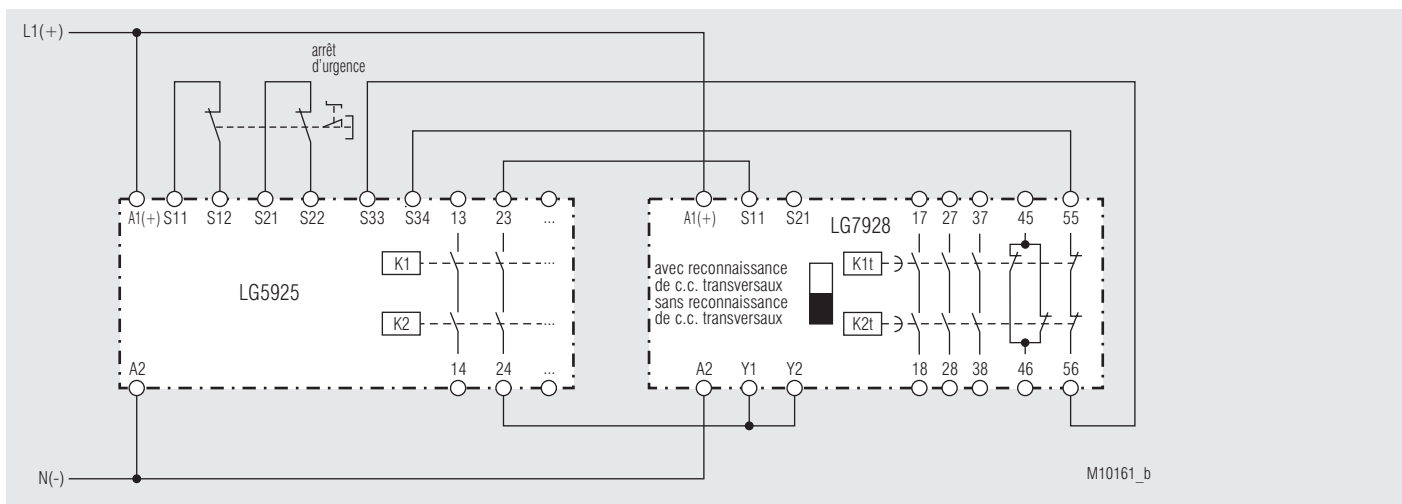 L1(+)
arrêt
d'urgence
A1(+) S11 S12 S21 S22 S33 S34 13 23 ...
K1 ...
LG5925
K2 ...
A2 14 24 ...
A1(+) S11 S21 17 27 37 45 55
LG7928
avec reconnaissance
de c.c. transversaux
sans reconnaissance
de c.c. transversaux
K1t
K2t
A2 Y1 Y2 18 28 38 46 56
N(-)
M10161_b